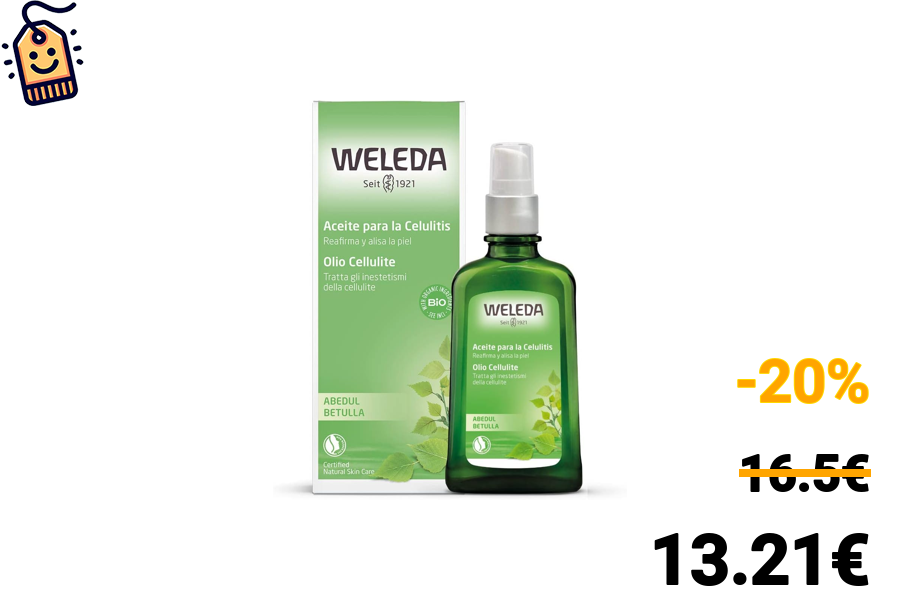 WELEDA
Seit 1921
Aceite para la Celulitis
Reafirma y alisa la piel
Olio Cellulite
Tratta gli inestetismi
della cellulite
BIO
ABEDUL
BETULLA
Certified
Natural Skin Care
WELEDA
Seit 1921
Aceite para la Celulitis
Reafirma y alisa la piel
Olio Cellulite
Tratta gli inestetismi
della cellulite
ABEDUL
BETULLA
-20%
16.5€
13.21€